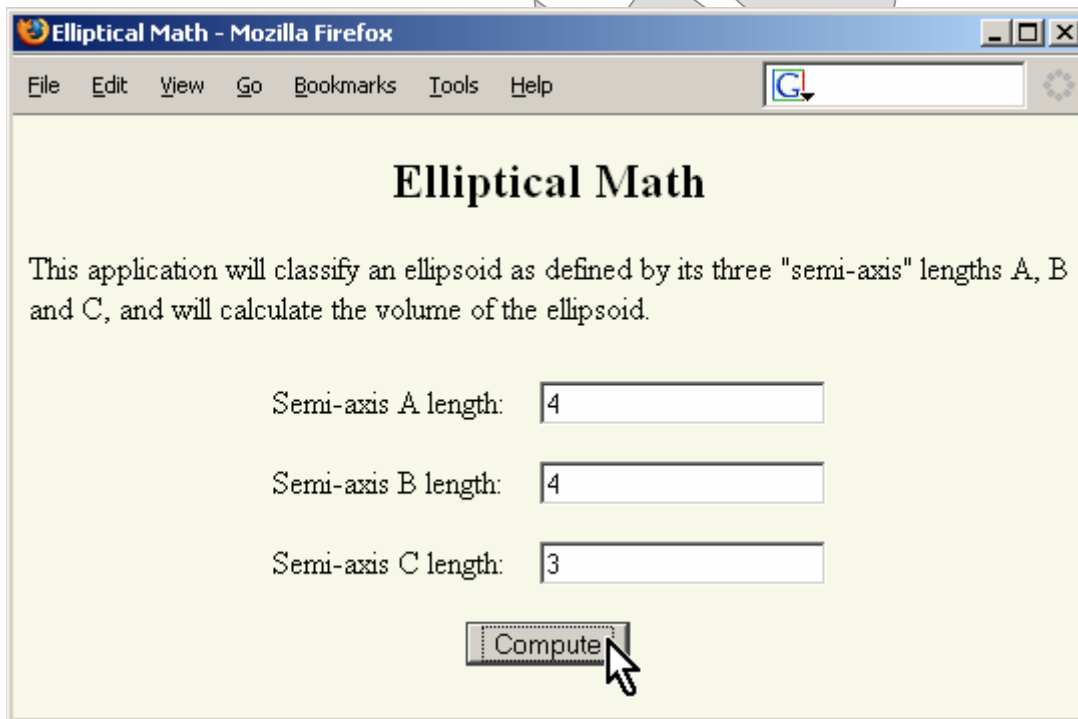 Elliptical Math - Mozilla Firefox
File Edit View Go Bookmarks Tools Help
G
Elliptical Math
This application will classify an ellipsoid as defined by its three "semi-axis" lengths A, B
and C, and will calculate the volume of the ellipsoid.
Semi-axis A length: 4
Semi-axis B length: 4
Semi-axis C length: 3
Compute